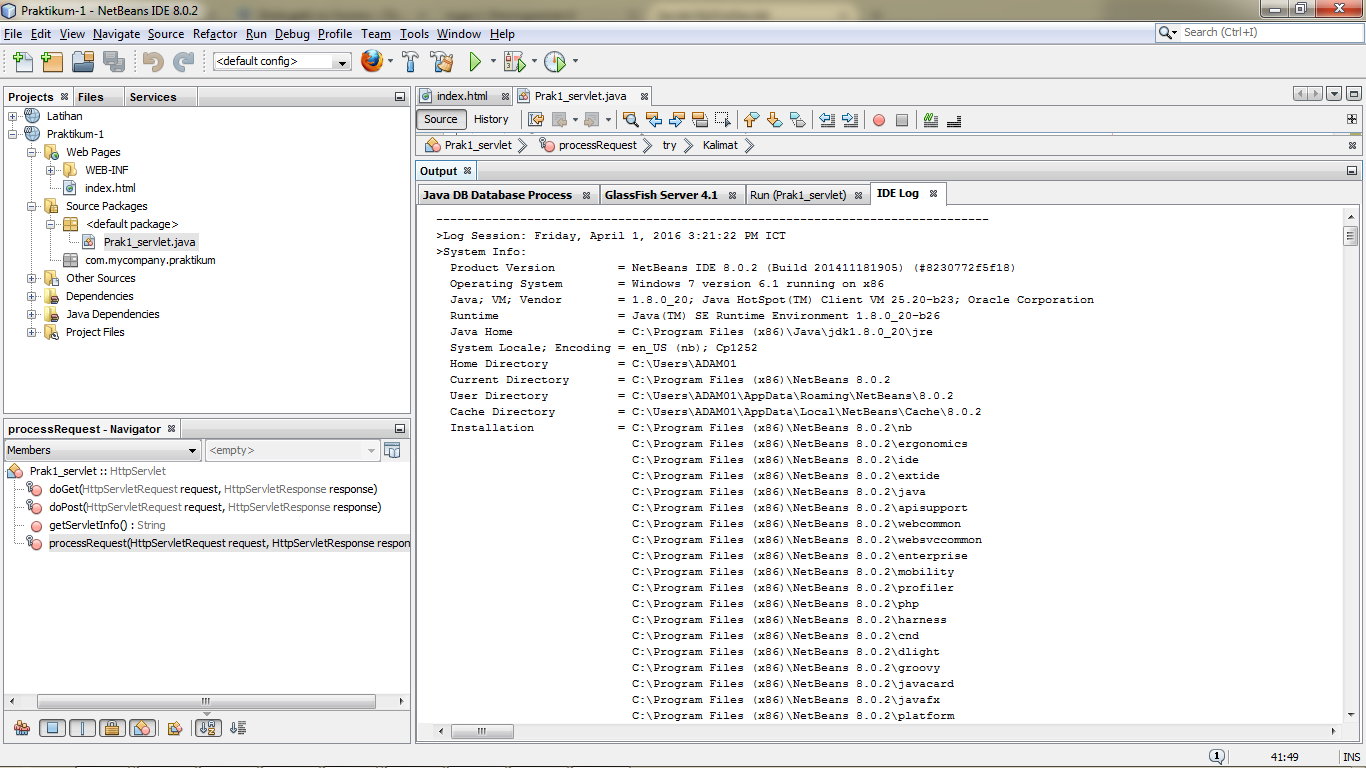 Praktikum-1 - NetBeans IDE 8.0.2
File Edit View Navigate Source Refactor Run Debug Profile Team Tools Window Help
Search (Ctrl+I)
<default config>
Projects Files Services
Latihan
Praktikum-1
Web Pages
WEB-INF
index.html
Source Packages
<default package>
Prak1_servlet.java
com.mycompany.praktikum
Other Sources
Dependencies
Java Dependencies
Project Files
processRequest - Navigator
Members <empty>
Prak1_servlet :: HttpServlet
doGet(HttpServletRequest request, HttpServletResponse response)
doPost(HttpServletRequest request, HttpServletResponse response)
getServletInfo() : String
processRequest(HttpServletRequest request, HttpServletResponse respon
index.html Prak1_servlet.java
Source History
Prak1_servlet processRequest try Kalimat
Output
Java DB Database Process GlassFish Server 4.1 Run (Prak1_servlet) IDE Log
-------------------------------------------------------------------------------
>Log Session: Friday, April 1, 2016 3:21:22 PM ICT
>System Info:
Product Version = NetBeans IDE 8.0.2 (Build 201411181905) (#8230772f5f18)
Operating System = Windows 7 version 6.1 running on x86
Java; VM; Vendor = 1.8.0_20; Java HotSpot(TM) Client VM 25.20-b23; Oracle Corporation
Runtime = Java(TM) SE Runtime Environment 1.8.0_20-b26
Java Home = C:\Program Files (x86)\Java\jdk1.8.0_20\jre
System Locale; Encoding = en_US (nb); Cp1252
Home Directory = C:\Users\ADAM01
Current Directory = C:\Program Files (x86)\NetBeans 8.0.2
User Directory = C:\Users\ADAM01\AppData\Roaming\NetBeans\8.0.2
Cache Directory = C:\Users\ADAM01\AppData\Local\NetBeans\Cache\8.0.2
Installation = C:\Program Files (x86)\NetBeans 8.0.2\nb
C:\Program Files (x86)\NetBeans 8.0.2\ergonomics
C:\Program Files (x86)\NetBeans 8.0.2\ide
C:\Program Files (x86)\NetBeans 8.0.2\extide
C:\Program Files (x86)\NetBeans 8.0.2\java
C:\Program Files (x86)\NetBeans 8.0.2\apisupport
C:\Program Files (x86)\NetBeans 8.0.2\webcommon
C:\Program Files (x86)\NetBeans 8.0.2\websvccommon
C:\Program Files (x86)\NetBeans 8.0.2\enterprise
C:\Program Files (x86)\NetBeans 8.0.2\mobility
C:\Program Files (x86)\NetBeans 8.0.2\profiler
C:\Program Files (x86)\NetBeans 8.0.2\php
C:\Program Files (x86)\NetBeans 8.0.2\harness
C:\Program Files (x86)\NetBeans 8.0.2\cnd
C:\Program Files (x86)\NetBeans 8.0.2\dlight
C:\Program Files (x86)\NetBeans 8.0.2\groovy
C:\Program Files (x86)\NetBeans 8.0.2\javacard
C:\Program Files (x86)\NetBeans 8.0.2\javafx
C:\Program Files (x86)\NetBeans 8.0.2\platform
1 41:49 INS